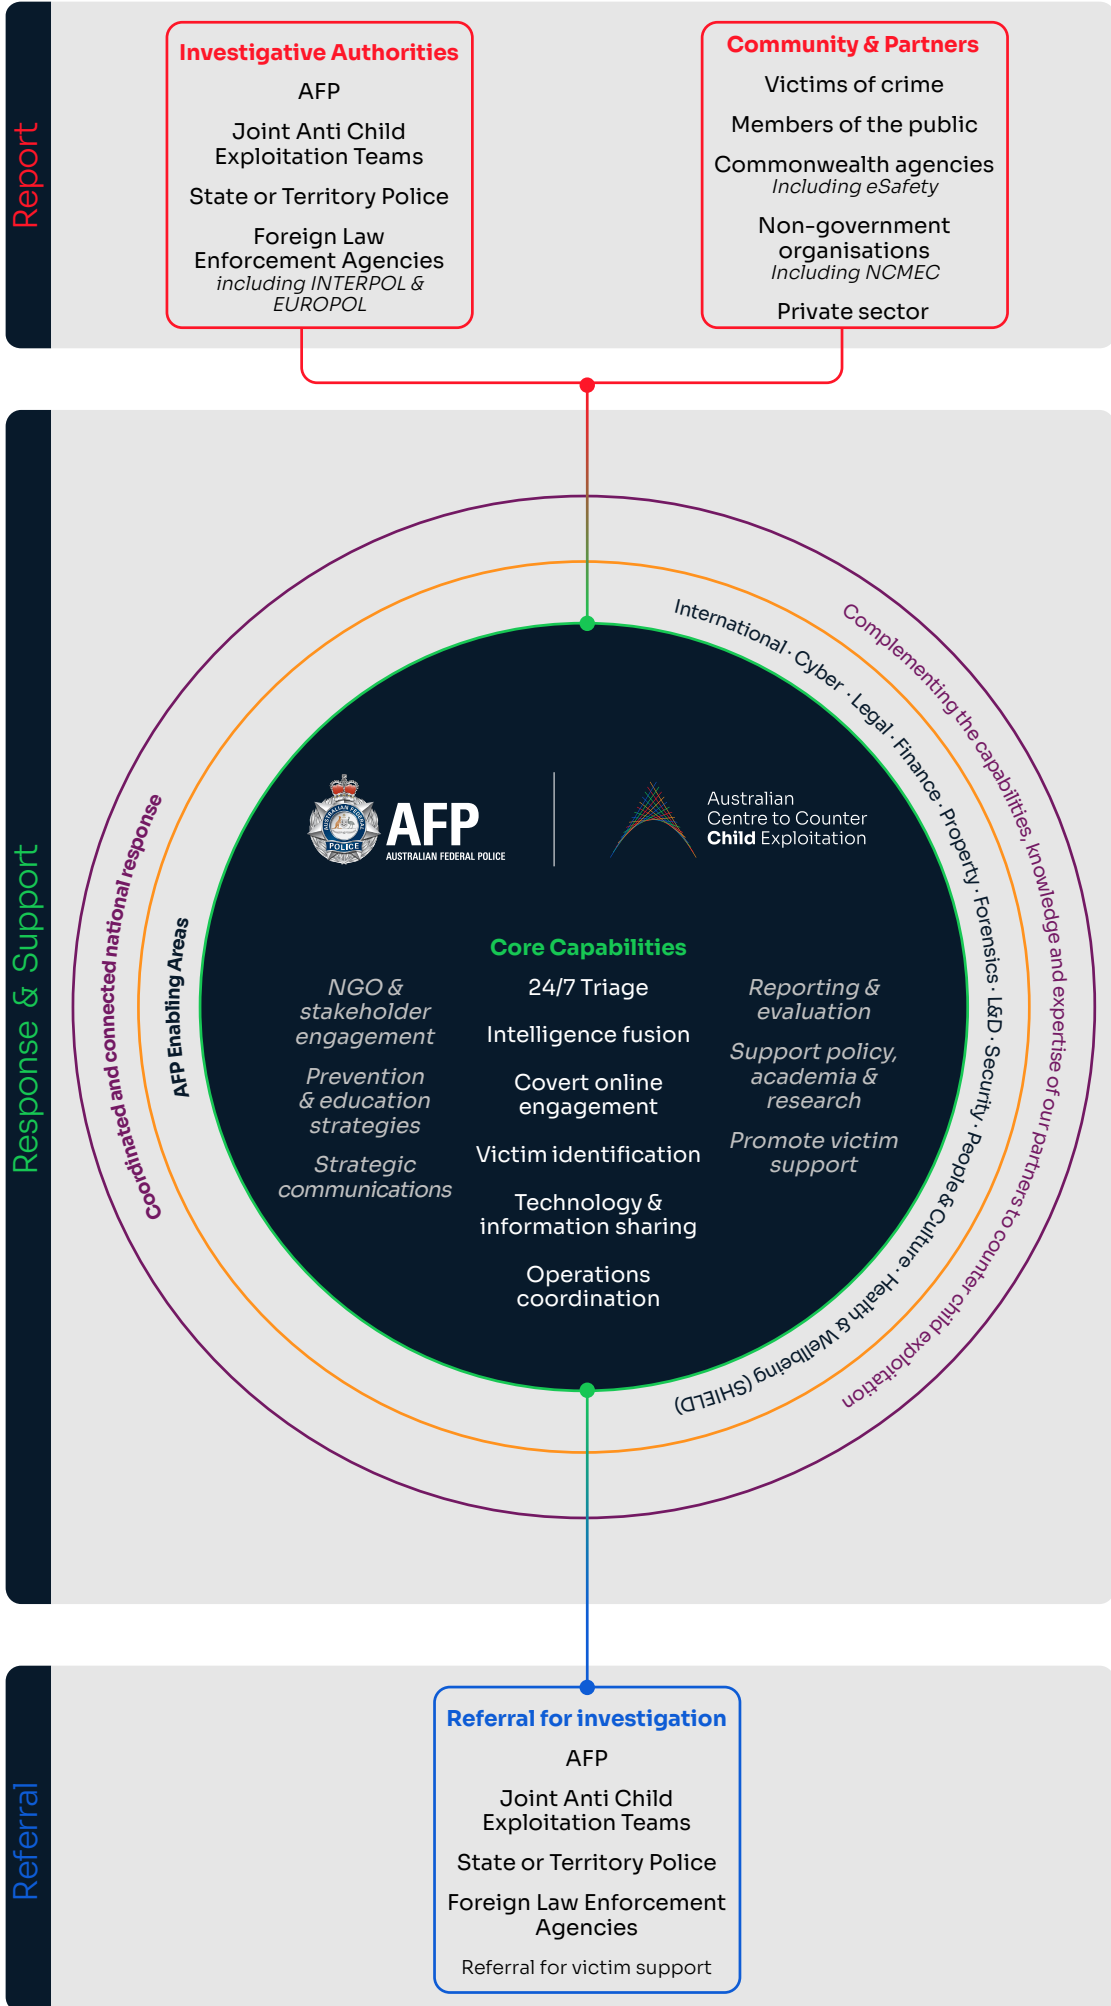 Report
Investigative Authorities
AFP
Joint Anti Child
Exploitation Teams
State or Territory Police
Foreign Law
Enforcement Agencies
including INTERPOL &
EUROPOL
Community & Partners
Victims of crime
Members of the public
Commonwealth agencies
Including eSafety
Non-government
organisations
Including NCMEC
Private sector
Response & Support
Coordinated and connected national response
Complementing the capabilities, knowledge and expertise of our partners to counter child exploitation
AFP Enabling Areas
International · Cyber · Legal · Finance · Property · Forensics · L&D · Security · People & Culture · Health & Wellbeing (SHIELD)
AUSTRALIAN FEDERAL
POLICE
AFP
AUSTRALIAN FEDERAL POLICE
Australian
Centre to Counter
Child Exploitation
Core Capabilities
NGO &
stakeholder
engagement
Prevention
& education
strategies
Strategic
communications
24/7 Triage
Intelligence fusion
Covert online
engagement
Victim identification
Technology &
information sharing
Operations
coordination
Reporting &
evaluation
Support policy,
academia &
research
Promote victim
support
Referral
Referral for investigation
AFP
Joint Anti Child
Exploitation Teams
State or Territory Police
Foreign Law Enforcement
Agencies
Referral for victim support